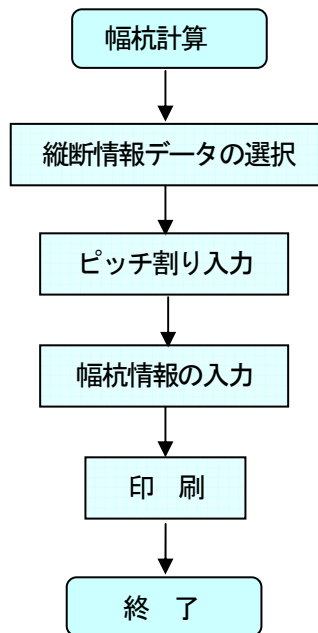 幅杭計算
縦断情報データの選択
ピッチ割り入力
幅杭情報の入力
印　刷
終　了